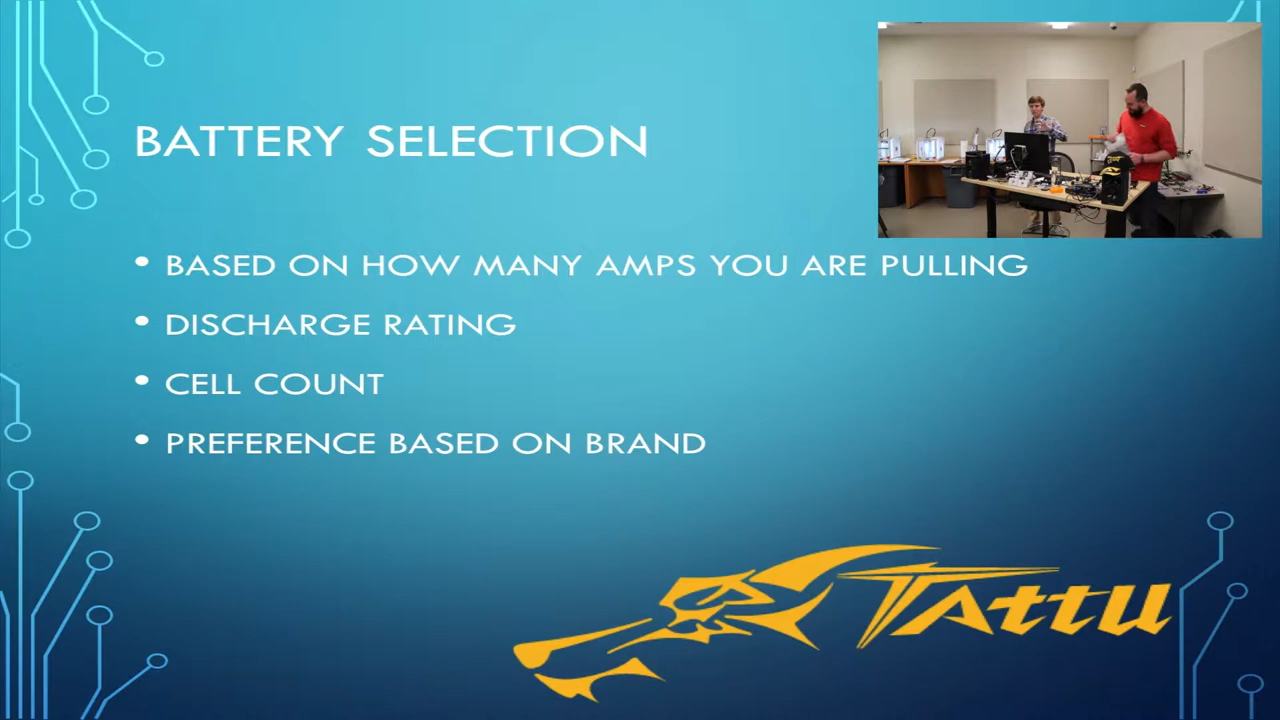 BATTERY SELECTION
• BASED ON HOW MANY AMPS YOU ARE PULLING
• DISCHARGE RATING
• CELL COUNT
• PREFERENCE BASED ON BRAND
TATTU